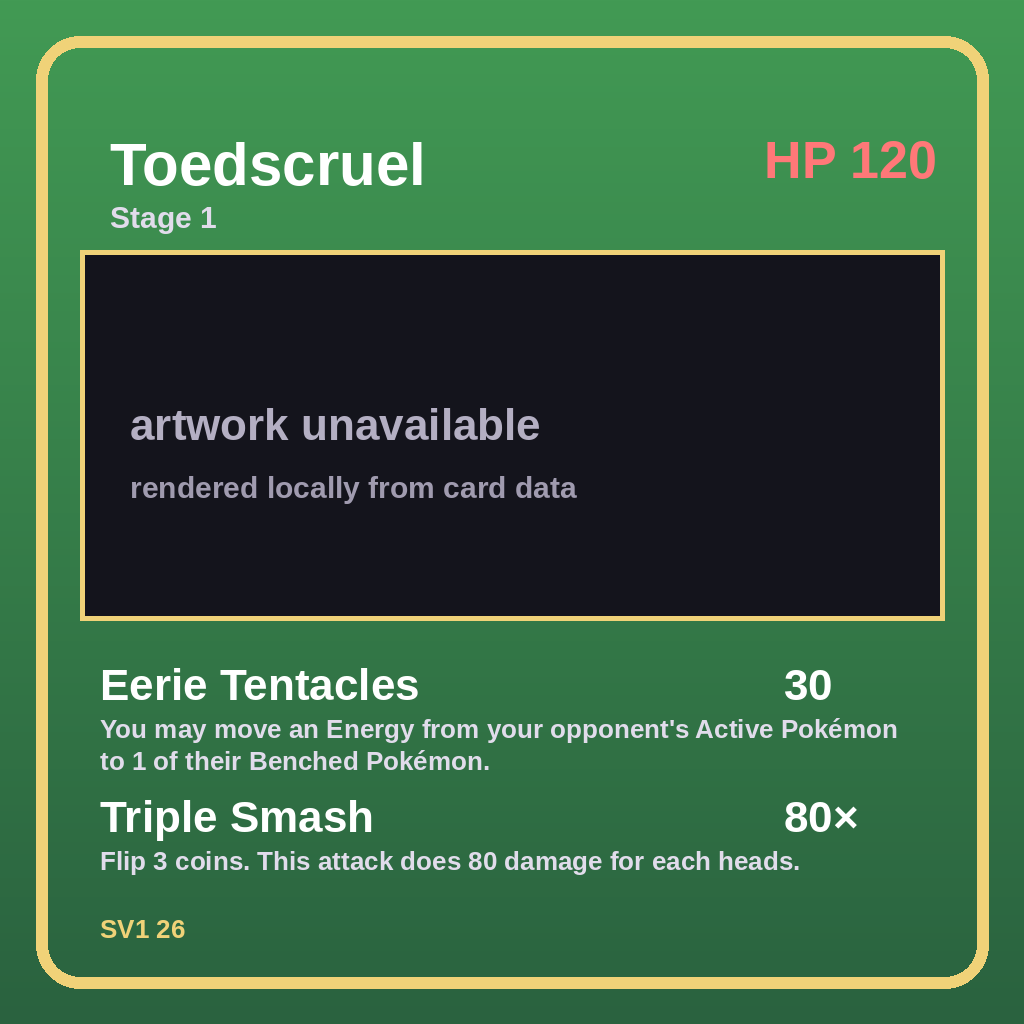 Toedscruel
HP 120
Stage 1
artwork unavailable
rendered locally from card data
Eerie Tentacles 30
You may move an Energy from your opponent's Active Pokémon
to 1 of their Benched Pokémon.
Triple Smash 80×
Flip 3 coins. This attack does 80 damage for each heads.
SV1 26